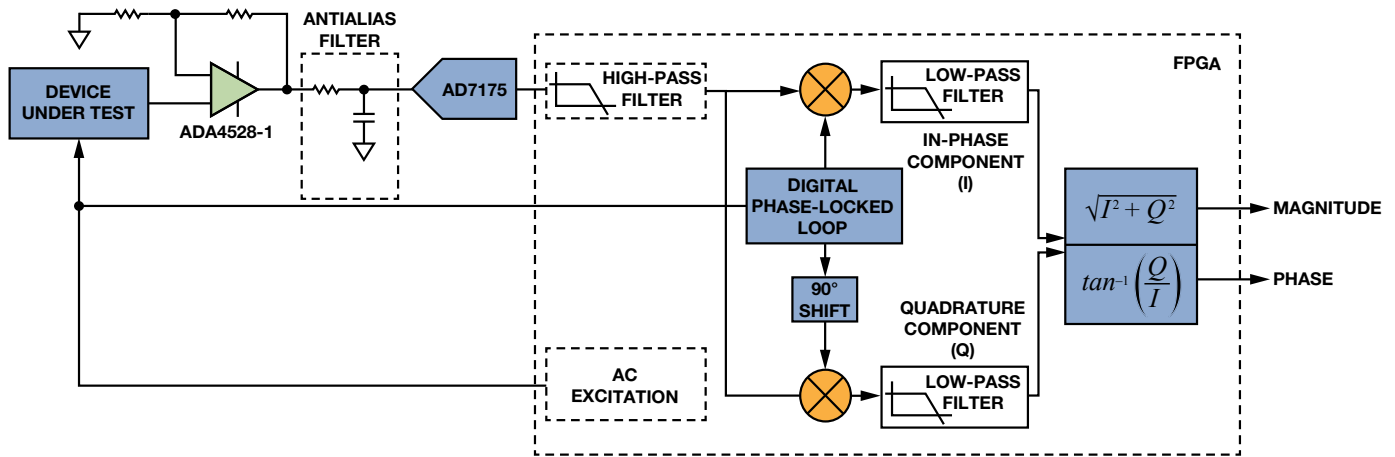 ANTIALIAS
FILTER
DEVICE
UNDER TEST
ADA4528-1
AD7175
HIGH-PASS
FILTER
LOW-PASS
FILTER
FPGA
IN-PHASE
COMPONENT
(I)
DIGITAL
PHASE-LOCKED
LOOP
√I² + Q²
MAGNITUDE
tan⁻¹ (Q/I)
PHASE
90°
SHIFT
QUADRATURE
COMPONENT
(Q)
AC
EXCITATION
LOW-PASS
FILTER